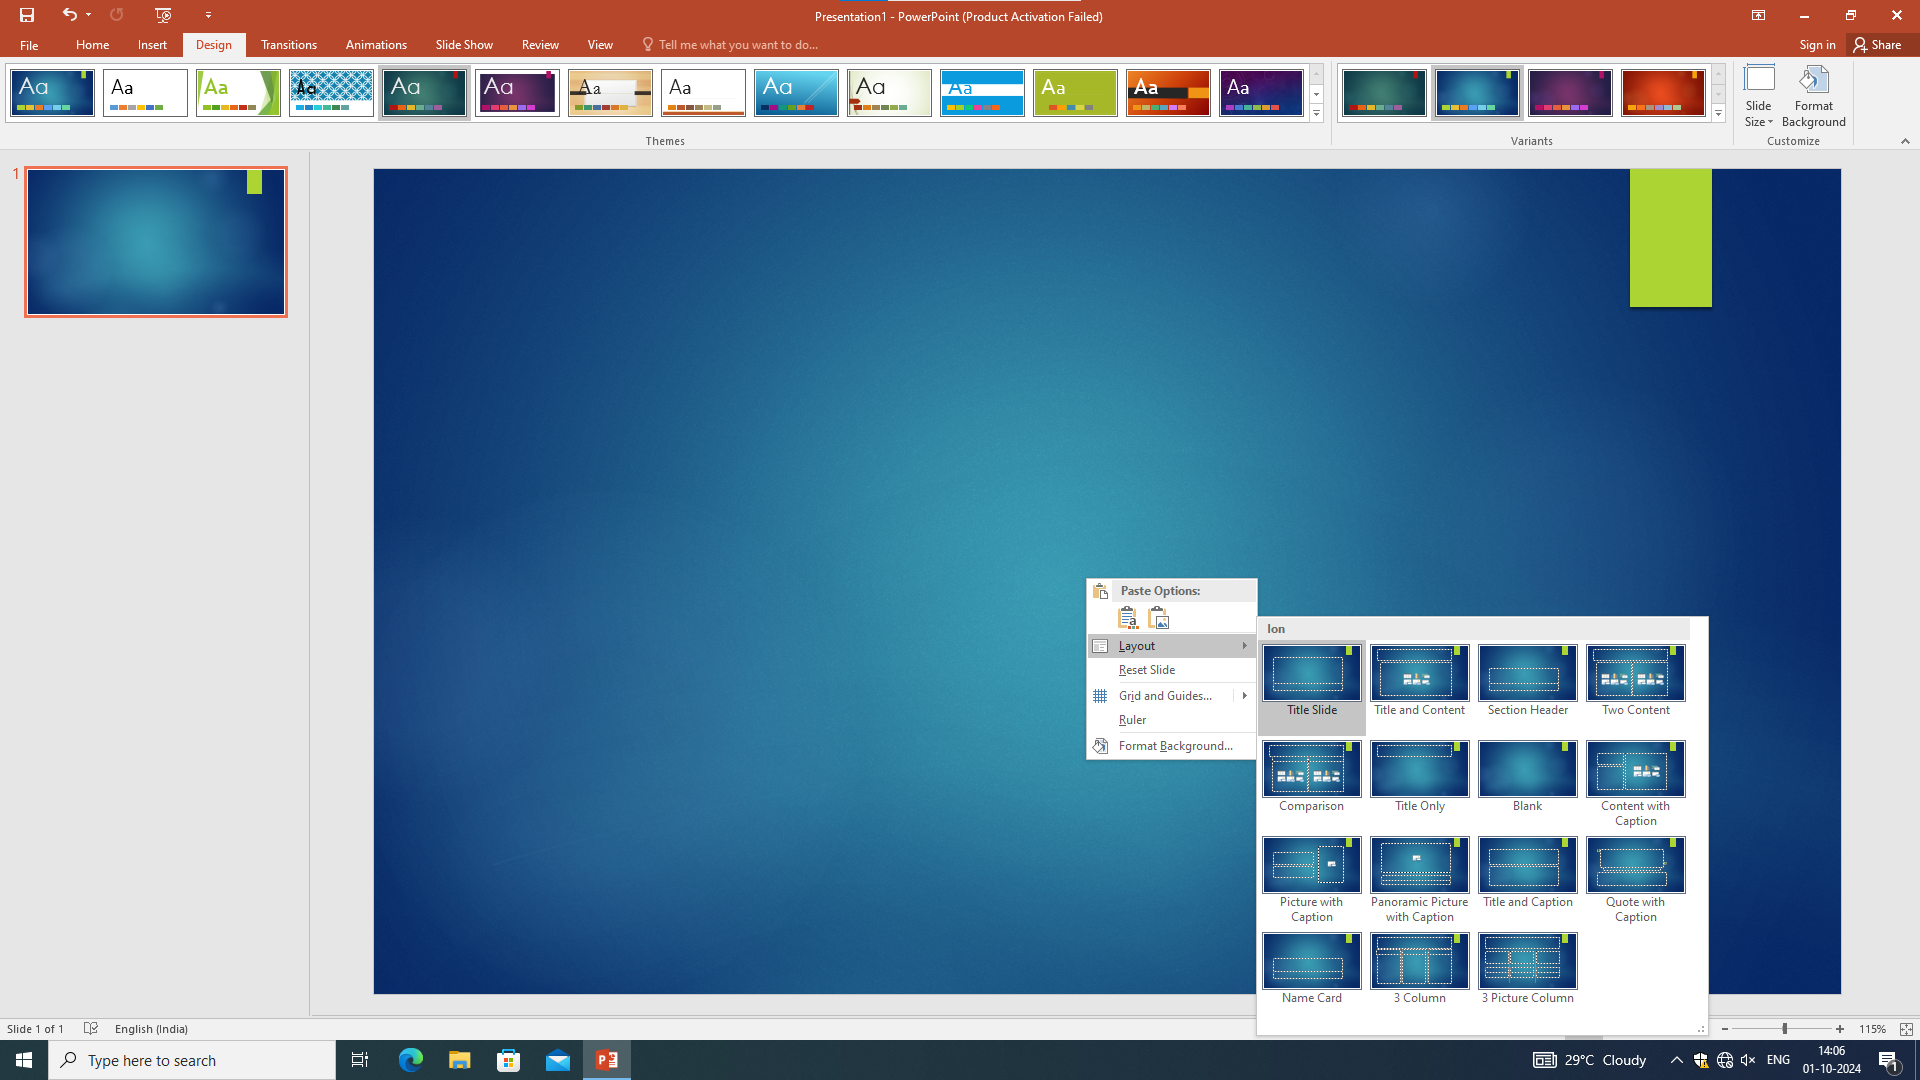 Presentation1 - PowerPoint (Product Activation Failed)
File Home Insert Design Transitions Animations Slide Show Review View Tell me what you want to do... Sign in Share
Aa Aa Aa Aa Aa Aa Aa Aa Aa Aa Aa Aa Aa Aa
Slide Size
Format Background
Themes Variants Customize
1
Paste Options:
Layout
Reset Slide
Grid and Guides...
Ruler
Format Background...
Ion
Title Slide Title and Content Section Header Two Content
Comparison Title Only Blank Content with
Caption
Picture with Panoramic Picture Title and Caption Quote with
Caption with Caption Caption
Name Card 3 Column 3 Picture Column
Slide 1 of 1 English (India) 115%
Type here to search
29°C Cloudy ENG
14:06
01-10-2024
1